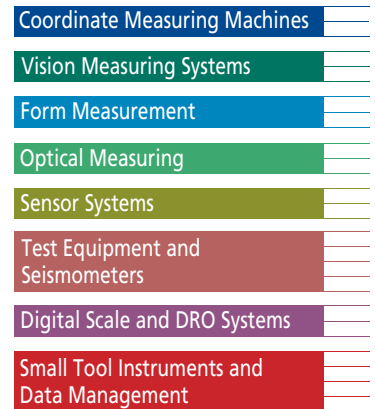 Coordinate Measuring Machines
Vision Measuring Systems
Form Measurement
Optical Measuring
Sensor Systems
Test Equipment and
Seismometers
Digital Scale and DRO Systems
Small Tool Instruments and
Data Management